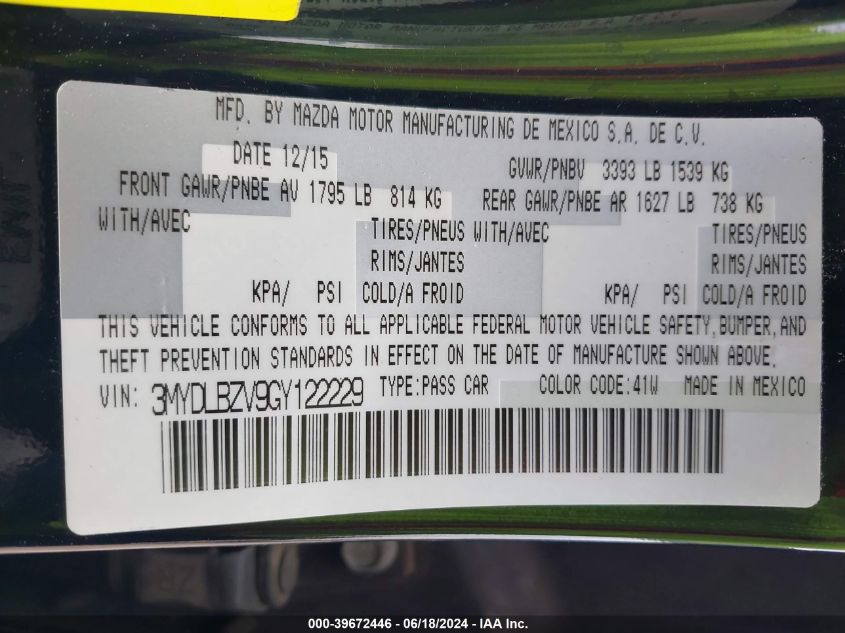 MFD. BY MAZDA MOTOR MANUFACTURING DE MEXICO S.A. DE C.V.
DATE 12/15 GVWR/PNBV 3393 LB 1539 KG
FRONT GAWR/PNBE AV 1795 LB 814 KG REAR GAWR/PNBE AR 1627 LB 738 KG
WITH/AVEC TIRES/PNEUS WITH/AVEC TIRES/PNEUS
RIMS/JANTES RIMS/JANTES
KPA/ PSI COLD/A FROID KPA/ PSI COLD/A FROID
THIS VEHICLE CONFORMS TO ALL APPLICABLE FEDERAL MOTOR VEHICLE SAFETY, BUMPER, AND
THEFT PREVENTION STANDARDS IN EFFECT ON THE DATE OF MANUFACTURE SHOWN ABOVE.
VIN: 3MYDLBZV9GY122229 TYPE:PASS CAR COLOR CODE:41W MADE IN MEXICO
000-39672446 - 06/18/2024 - IAA Inc.